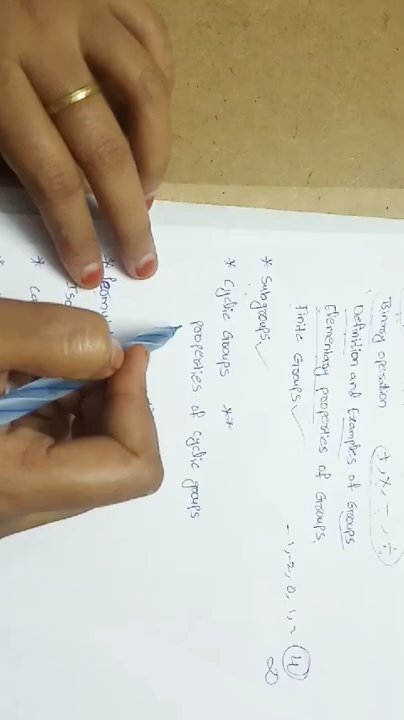 Binary operation (+, ×, -, ÷)
Definition and Examples of Groups
Elementary properties of Groups.
Finite Groups ✓
-1, -2, 0, 1, 2 4
∞
* Subgroups ✓
* Cyclic Groups **
properties of cyclic groups
*
*